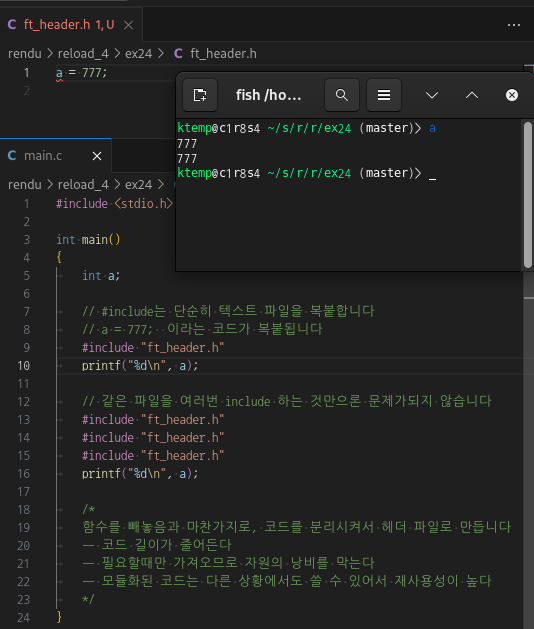 C ft_header.h 1, U ×
rendu > reload_4 > ex24 > C ft_header.h
1 a = 777;
2
fish /ho...
ktemp@c1r8s4 ~/s/r/r/ex24 (master)> a
777
777
ktemp@c1r8s4 ~/s/r/r/ex24 (master)> _
C main.c ×
rendu > reload_4 > ex24 >
1 #include <stdio.h>
2
3 int main()
4 {
5 int a;
6
7 // #include는 단순히 텍스트 파일을 복붙합니다
8 // a = 777; 이라는 코드가 복붙됩니다
9 #include "ft_header.h"
10 printf("%d\n", a);
11
12 // 같은 파일을 여러번 include 하는 것만으론 문제가되지 않습니다
13 #include "ft_header.h"
14 #include "ft_header.h"
15 #include "ft_header.h"
16 printf("%d\n", a);
17
18 /*
19 함수를 빼놓음과 마찬가지로, 코드를 분리시켜서 헤더 파일로 만듭니다
20 — 코드 길이가 줄어든다
21 — 필요할때만 가져오므로 자원의 낭비를 막는다
22 — 모듈화된 코드는 다른 상황에서도 쓸 수 있어서 재사용성이 높다
23 */
24 }